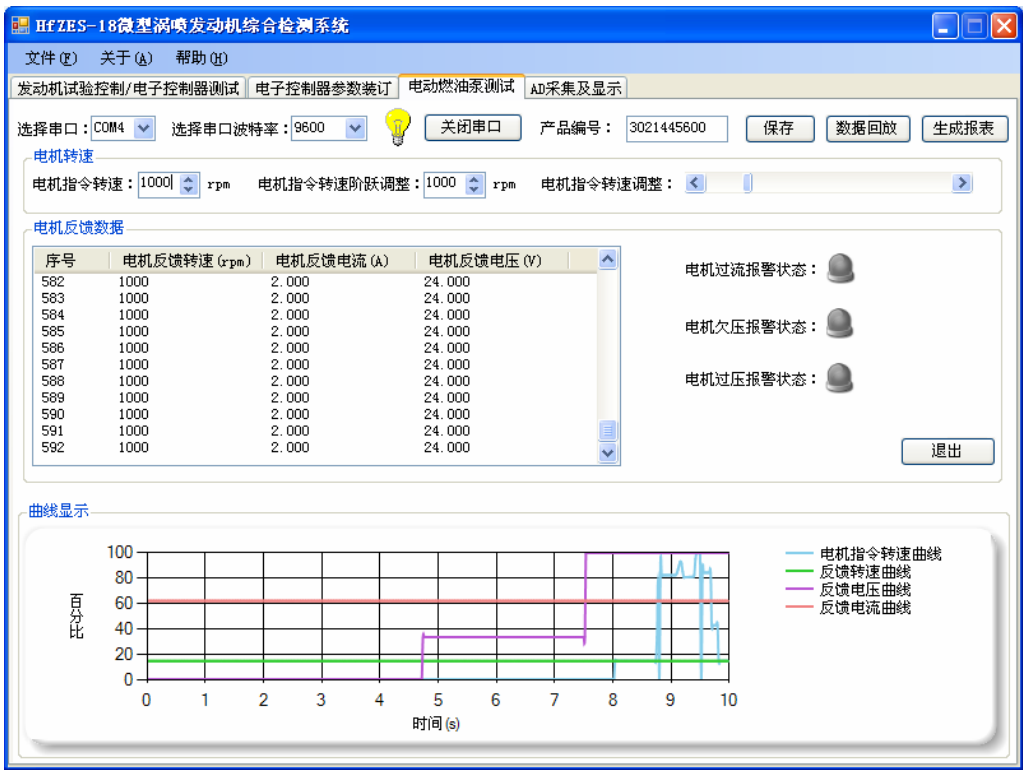 HfZES-18微型涡喷发动机综合检测系统
文件(F) 关于(A) 帮助(H)
发动机试验控制/电子控制器测试 电子控制器参数装订 电动燃油泵测试 AD采集及显示
选择串口：COM4 选择串口波特率：9600 关闭串口 产品编号： 3021445600 保存 数据回放 生成报表
电机转速
电机指令转速：1000 rpm 电机指令转速阶跃调整：1000 rpm 电机指令转速调整：
电机反馈数据
序号 电机反馈转速(rpm) 电机反馈电流(A) 电机反馈电压(V)
582 1000 2.000 24.000
583 1000 2.000 24.000
584 1000 2.000 24.000
585 1000 2.000 24.000
586 1000 2.000 24.000
587 1000 2.000 24.000
588 1000 2.000 24.000
589 1000 2.000 24.000
590 1000 2.000 24.000
591 1000 2.000 24.000
592 1000 2.000 24.000
电机过流报警状态：
电机欠压报警状态：
电机过压报警状态：
退出
曲线显示
百分比
100
80
60
40
20
0
0 1 2 3 4 5 6 7 8 9 10
时间(s)
电机指令转速曲线
反馈转速曲线
反馈电压曲线
反馈电流曲线